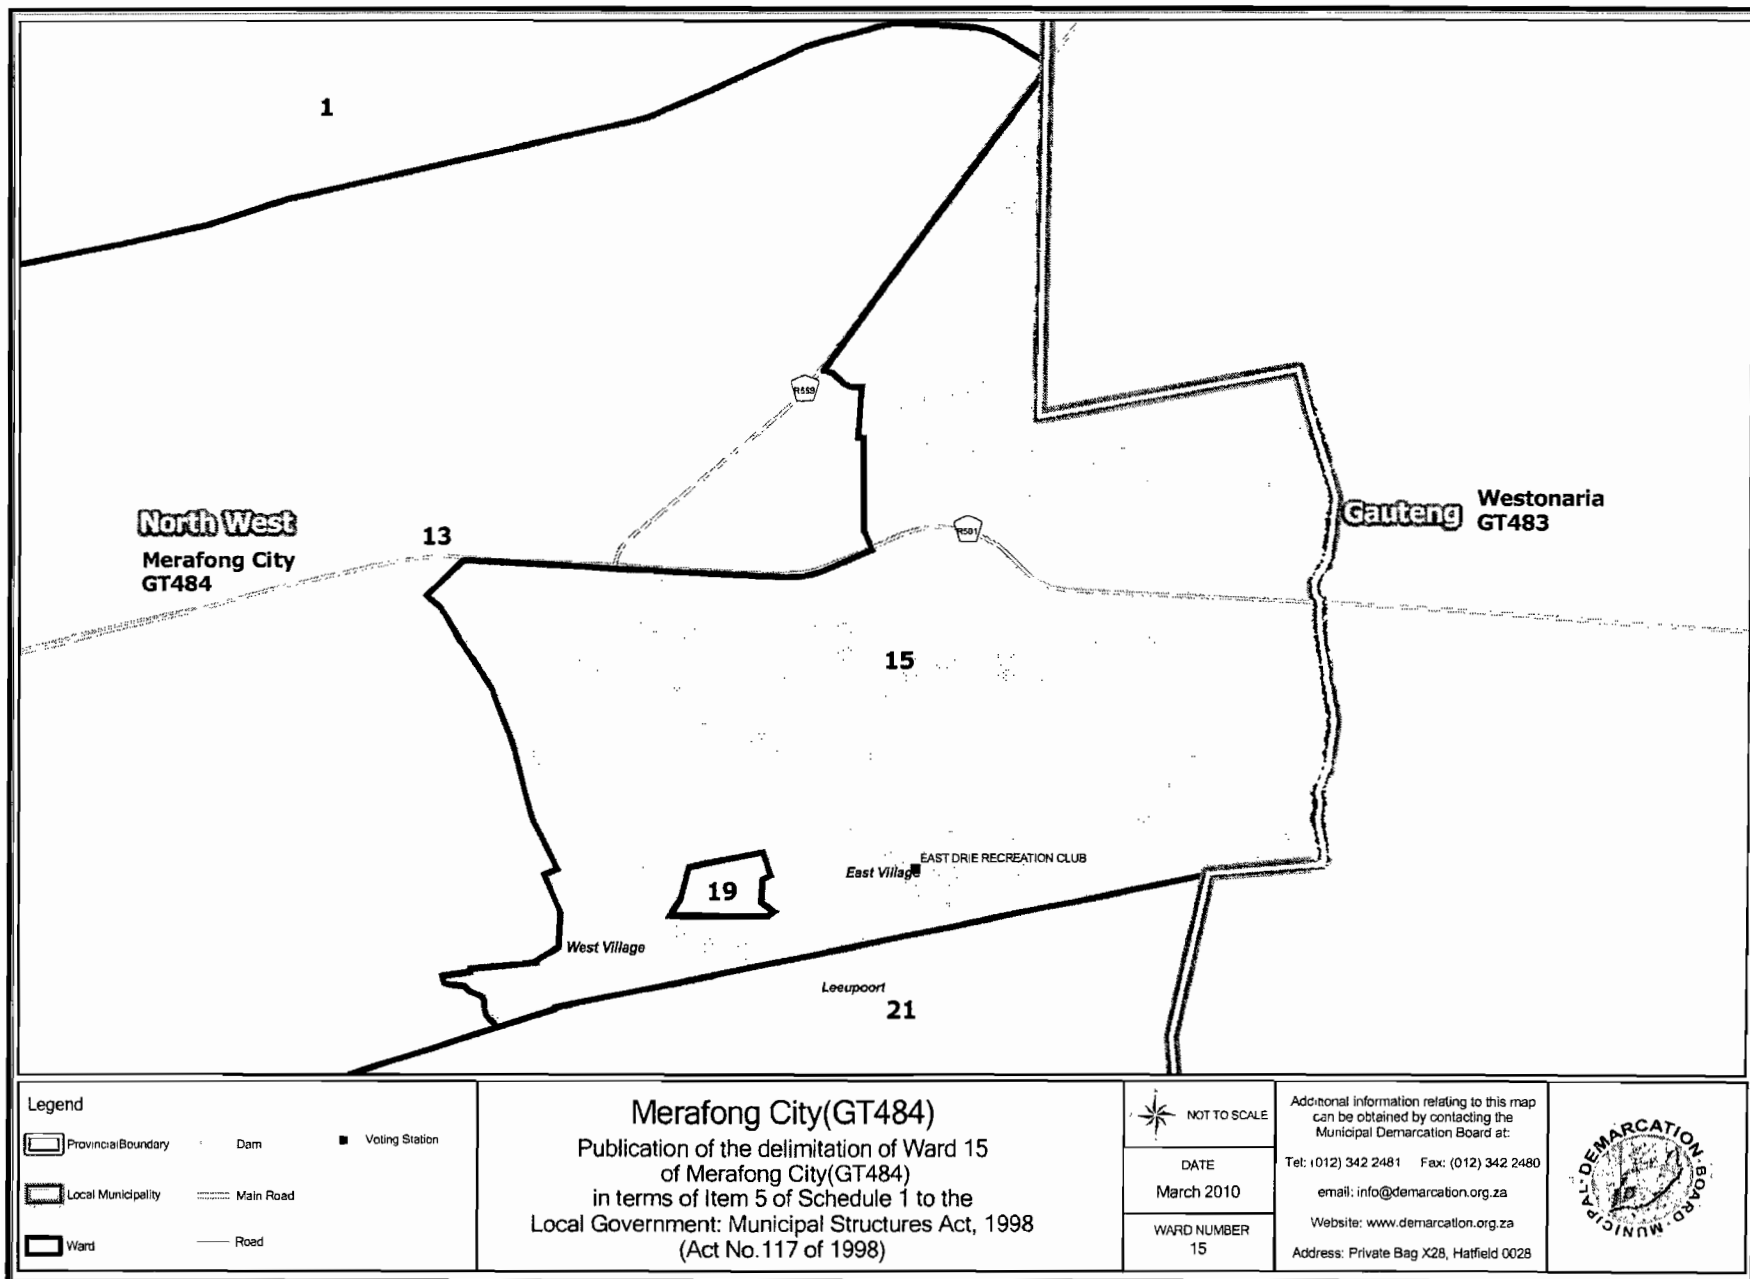 1
R559
North West
Merafong City
GT484
13
R501
Gauteng
Westonaria
GT483
15
EAST DRIE RECREATION CLUB
East Village
19
West Village
Leeupoort
21
Legend
Provincial Boundary
Dam
Voting Station
Local Municipality
Main Road
Ward
Road
Merafong City(GT484)
Publication of the delimitation of Ward 15
of Merafong City(GT484)
in terms of Item 5 of Schedule 1 to the
Local Government: Municipal Structures Act, 1998
(Act No.117 of 1998)
NOT TO SCALE
DATE
March 2010
WARD NUMBER
15
Additional information relating to this map
can be obtained by contacting the
Municipal Demarcation Board at:
Tel: (012) 342 2481 Fax: (012) 342 2480
email: info@demarcation.org.za
Website: www.demarcation.org.za
Address: Private Bag X28, Hatfield 0028
MUNICIPAL·DEMARCATION·BOARD·